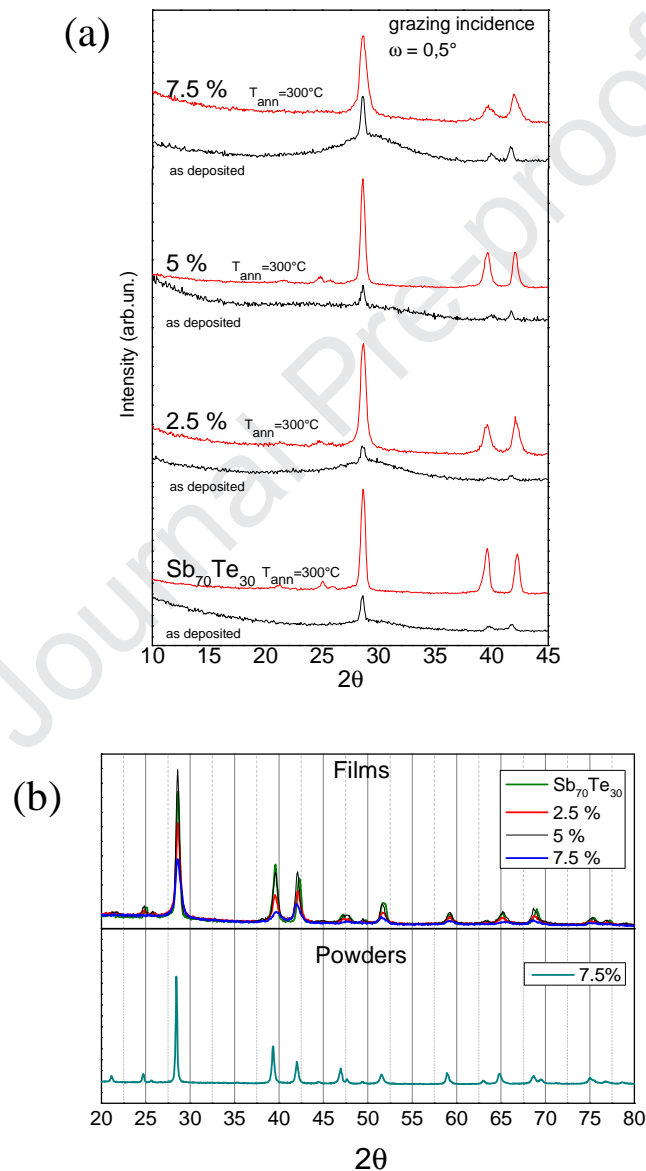 (a)
grazing incidence
ω = 0,5°
7.5 % T_ann=300°C
as deposited
5 % T_ann=300°C
as deposited
2.5 % T_ann=300°C
as deposited
Sb70Te30 T_ann=300°C
as deposited
Intensity (arb.un.)
10 15 20 25 30 35 40 45
2θ
Journal Pre-proof
(b)
Films
Sb70Te30
2.5 %
5 %
7.5 %
Powders
7.5%
20 25 30 35 40 45 50 55 60 65 70 75 80
2θ